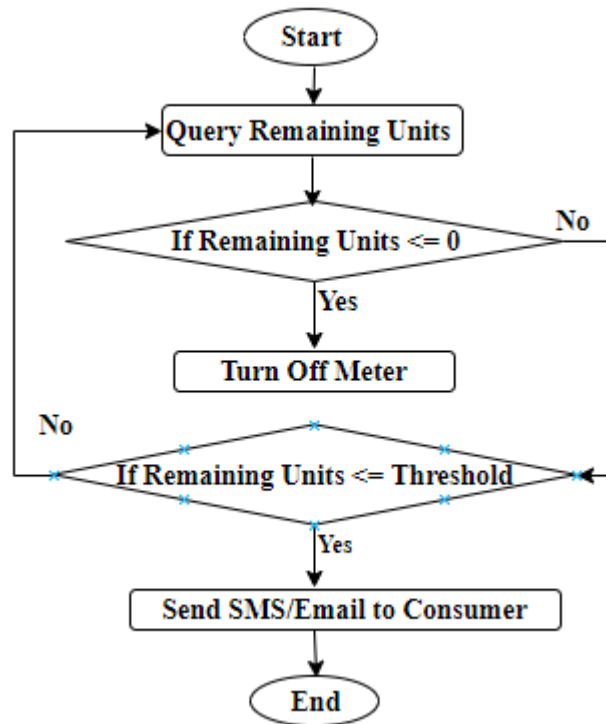 Start
Query Remaining Units
If Remaining Units <= 0
No
Yes
Turn Off Meter
No
If Remaining Units <= Threshold
Yes
Send SMS/Email to Consumer
End